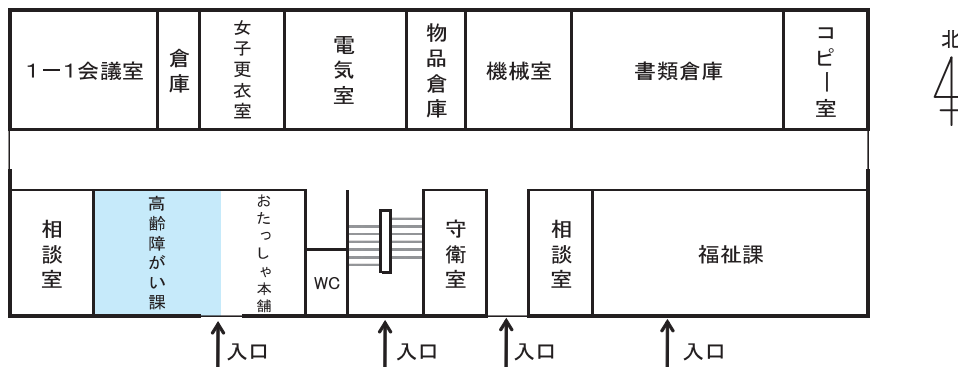 1－1会議室
倉庫
女子更衣室
電気室
物品倉庫
機械室
書類倉庫
コピー室
北
相談室
高齢障がい課
おたっしゃ本舗
WC
守衛室
相談室
福祉課
入口
入口
入口
入口